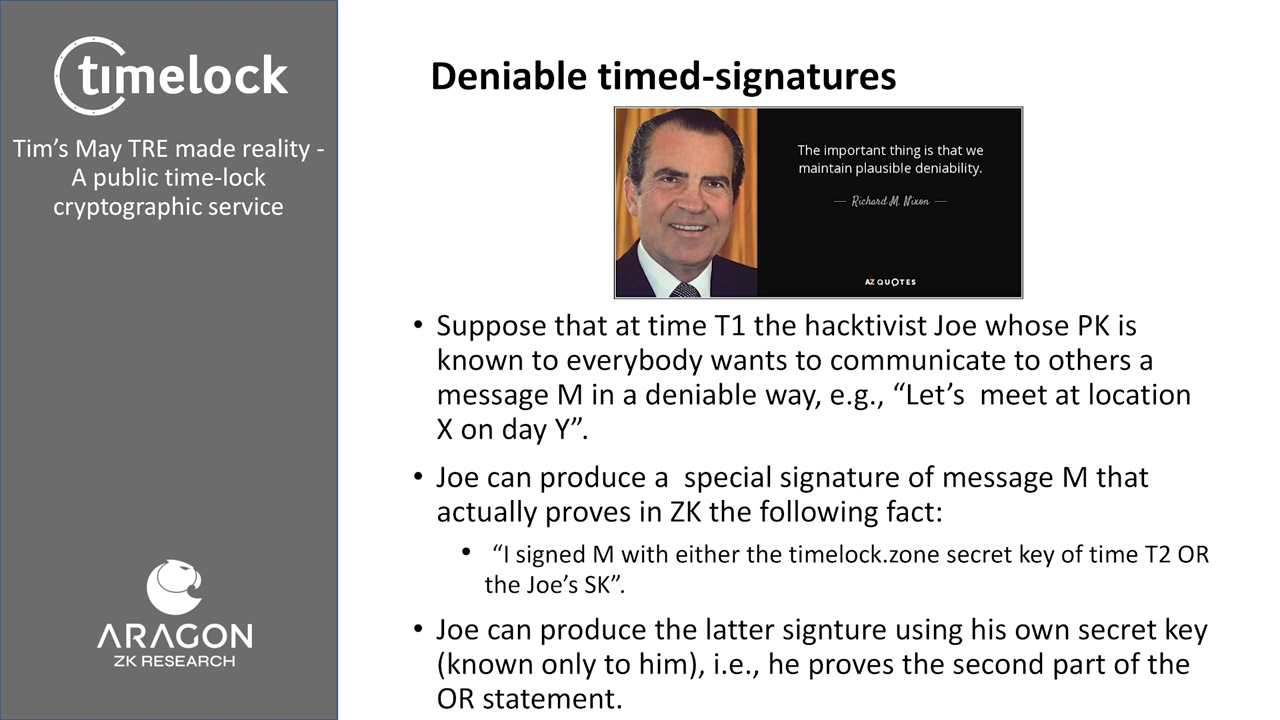 timelock
Tim’s May TRE made reality -
A public time-lock
cryptographic service
ARAGON
ZK RESEARCH
Deniable timed-signatures
The important thing is that we
maintain plausible deniability.
— Richard M. Nixon —
AZ QUOTES
• Suppose that at time T1 the hacktivist Joe whose PK is
known to everybody wants to communicate to others a
message M in a deniable way, e.g., “Let’s  meet at location
X on day Y”.
• Joe can produce a  special signature of message M that
actually proves in ZK the following fact:
• “I signed M with either the timelock.zone secret key of time T2 OR
the Joe’s SK”.
• Joe can produce the latter signture using his own secret key
(known only to him), i.e., he proves the second part of the
OR statement.